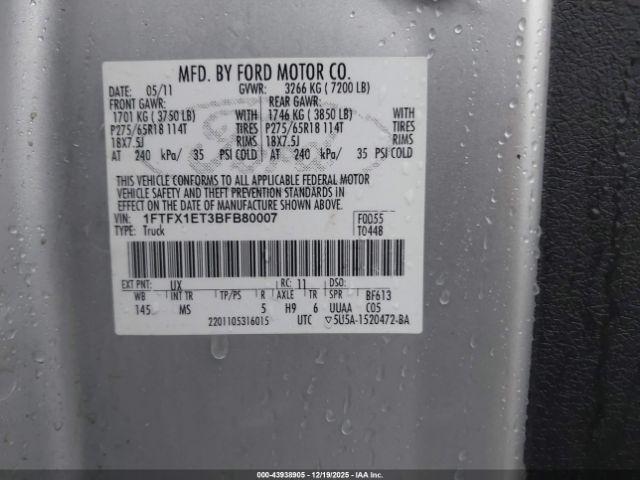 MFD. BY FORD MOTOR CO.
DATE: 05/11 GVWR: 3266 KG ( 7200 LB)
FRONT GAWR: REAR GAWR:
1701 KG ( 3750 LB) 1746 KG ( 3850 LB) WITH
P275/65R18 114T TIRES P275/65R18 114T TIRES
18X7.5J RIMS 18X7.5J RIMS
AT 240 kPa/ 35 PSI COLD AT 240 kPa/ 35 PSI COLD
WITH
THIS VEHICLE CONFORMS TO ALL APPLICABLE FEDERAL MOTOR
VEHICLE SAFETY AND THEFT PREVENTION STANDARDS IN
EFFECT ON THE DATE OF MANUFACTURE SHOWN ABOVE.
VIN: 1FTFX1ET3BFB80007 F0D55
TYPE: Truck T0448
EXT PNT: UX RC: 11 DSO:
WB INT TR TP/PS R AXLE TR SPR BF613
145 MS 5 H9 6 UUAA C05
2201105316015 UTC ▽5U5A-1520472-BA
000-43938905 - 12/19/2025 - IAAI.COM